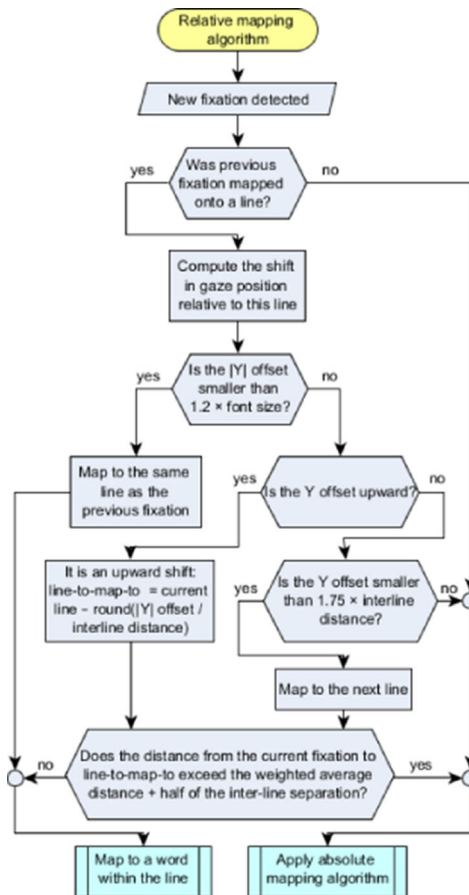 Relative mapping
algorithm
New fixation detected
Was previous
fixation mapped
onto a line?
yes
no
Compute the shift
in gaze position
relative to this line
Is the |Y| offset
smaller than
1.2 × font size?
yes
no
Map to the same
line as the
previous fixation
Is the Y offset upward?
yes
no
It is an upward shift:
line-to-map-to = current
line – round(|Y| offset /
interline distance)
Is the Y offset smaller
than 1.75 × interline
distance?
yes
no
Map to the next line
Does the distance from the current fixation to
line-to-map-to exceed the weighted average
distance + half of the inter-line separation?
no
yes
Map to a word
within the line
Apply absolute
mapping algorithm